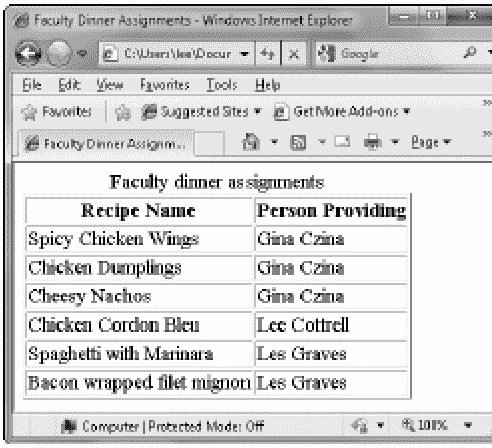 Faculty Dinner Assignments - Windows Internet Explorer
C:\Users\lee\Docur
Google
File Edit View Favorites Tools Help
Favorites Suggested Sites Get More Add-ons
Faculty Dinner Assignm... Page
Faculty dinner assignments
Recipe Name Person Providing
Spicy Chicken Wings Gina Czina
Chicken Dumplings Gina Czina
Cheesy Nachos Gina Czina
Chicken Cordon Bleu Lee Cottrell
Spaghetti with Marinara Les Graves
Bacon wrapped filet mignon Les Graves
Computer | Protected Mode: Off 100%